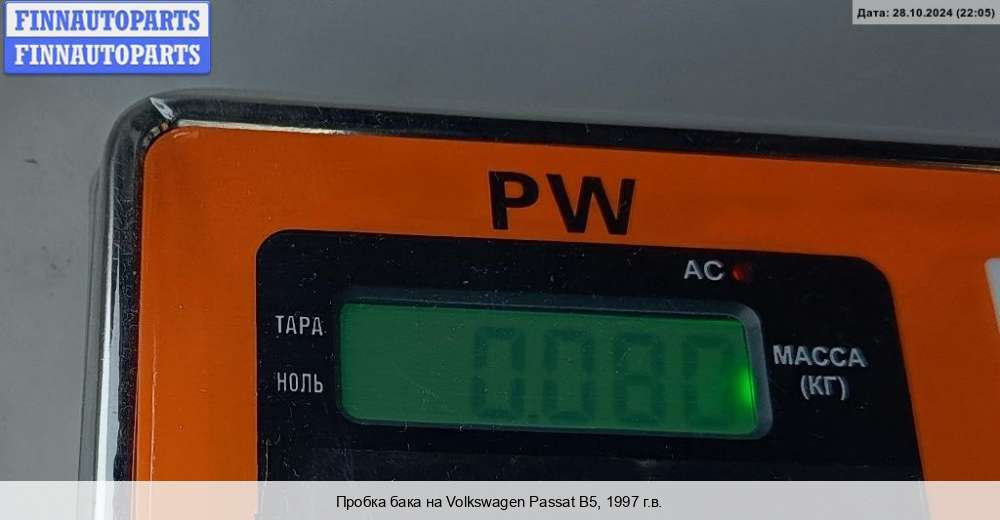 FINNAUTOPARTS
FINNAUTOPARTS
Дата: 28.10.2024 (22:05)
PW
AC
ТАРА
НОЛЬ
0.080
МАССА
(КГ)
Пробка бака на Volkswagen Passat B5, 1997 г.в.